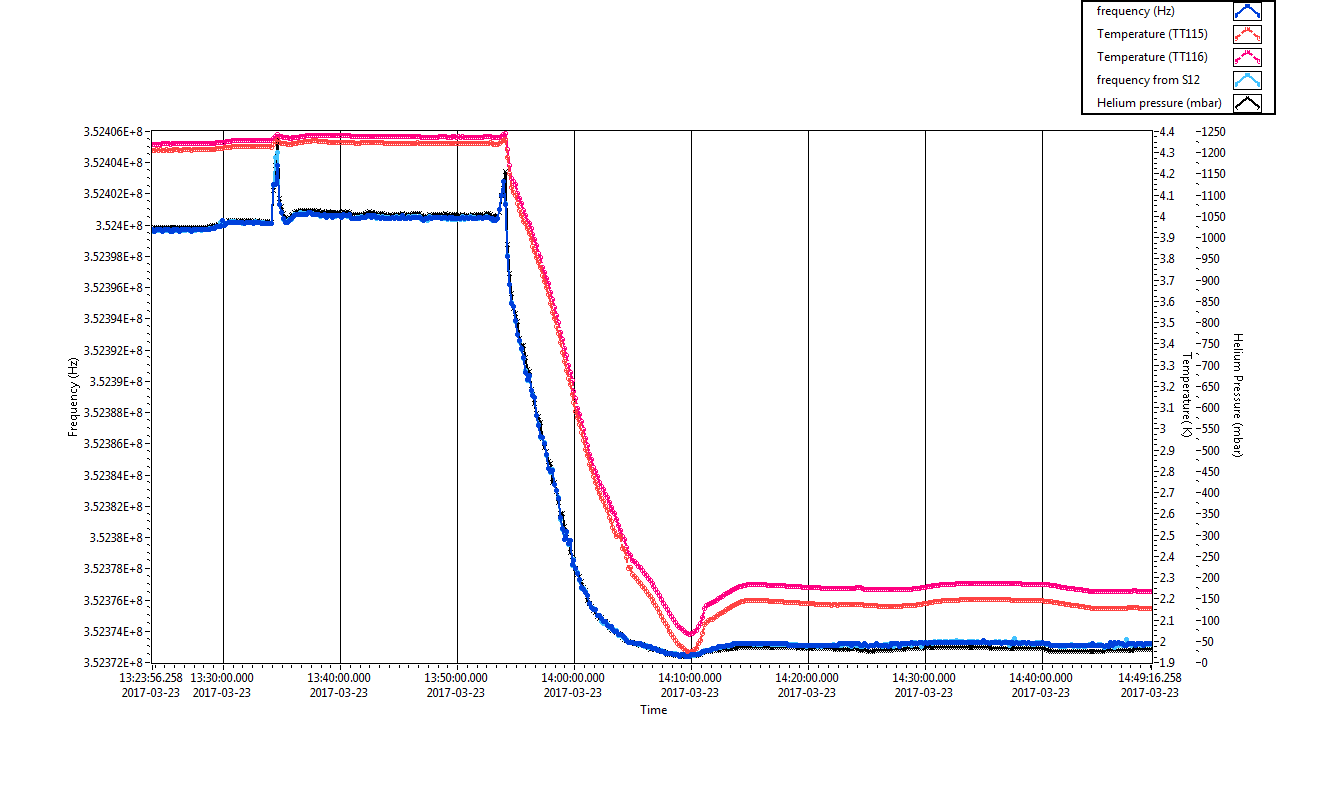 frequency (Hz)
Temperature (TT115)
Temperature (TT116)
frequency from S12
Helium pressure (mbar)
3.52406E+8
3.52404E+8
3.52402E+8
3.524E+8
3.52398E+8
3.52396E+8
3.52394E+8
3.52392E+8
3.5239E+8
3.52388E+8
3.52386E+8
3.52384E+8
3.52382E+8
3.5238E+8
3.52378E+8
3.52376E+8
3.52374E+8
3.52372E+8
Frequency (Hz)
4.4
4.3
4.2
4.1
4
3.9
3.8
3.7
3.6
3.5
3.4
3.3
3.2
3.1
3
2.9
2.8
2.7
2.6
2.5
2.4
2.3
2.2
2.1
2
1.9
Temperature( K)
1250
1200
1150
1100
1050
1000
950
900
850
800
750
700
650
600
550
500
450
400
350
300
250
200
150
100
50
0
Helium Pressure (mbar)
13:23:56.258 13:30:00.000 13:40:00.000 13:50:00.000 14:00:00.000 14:10:00.000 14:20:00.000 14:30:00.000 14:40:00.000 14:49:16.258
2017-03-23 2017-03-23 2017-03-23 2017-03-23 2017-03-23 2017-03-23 2017-03-23 2017-03-23 2017-03-23 2017-03-23
Time